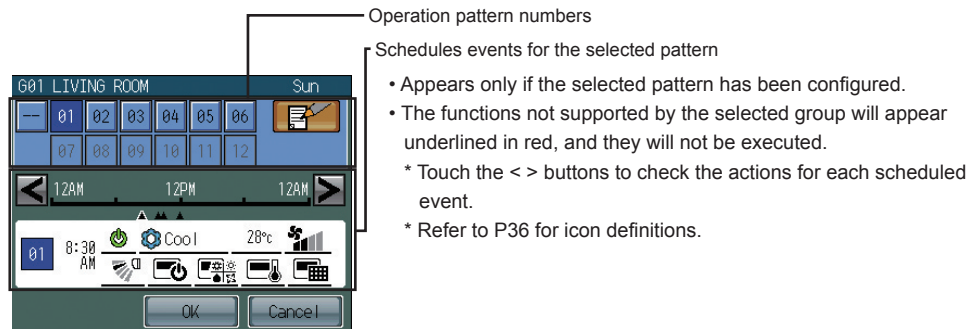 Operation pattern numbers
Schedules events for the selected pattern
G01 LIVING ROOM Sun
-- 01 02 03 04 05 06
07 08 09 10 11 12
< 12AM 12PM 12AM >
01 8:30 AM Cool 28°c
OK Cancel
• Appears only if the selected pattern has been configured.
• The functions not supported by the selected group will appear
underlined in red, and they will not be executed.
* Touch the < > buttons to check the actions for each scheduled
event.
* Refer to P36 for icon definitions.